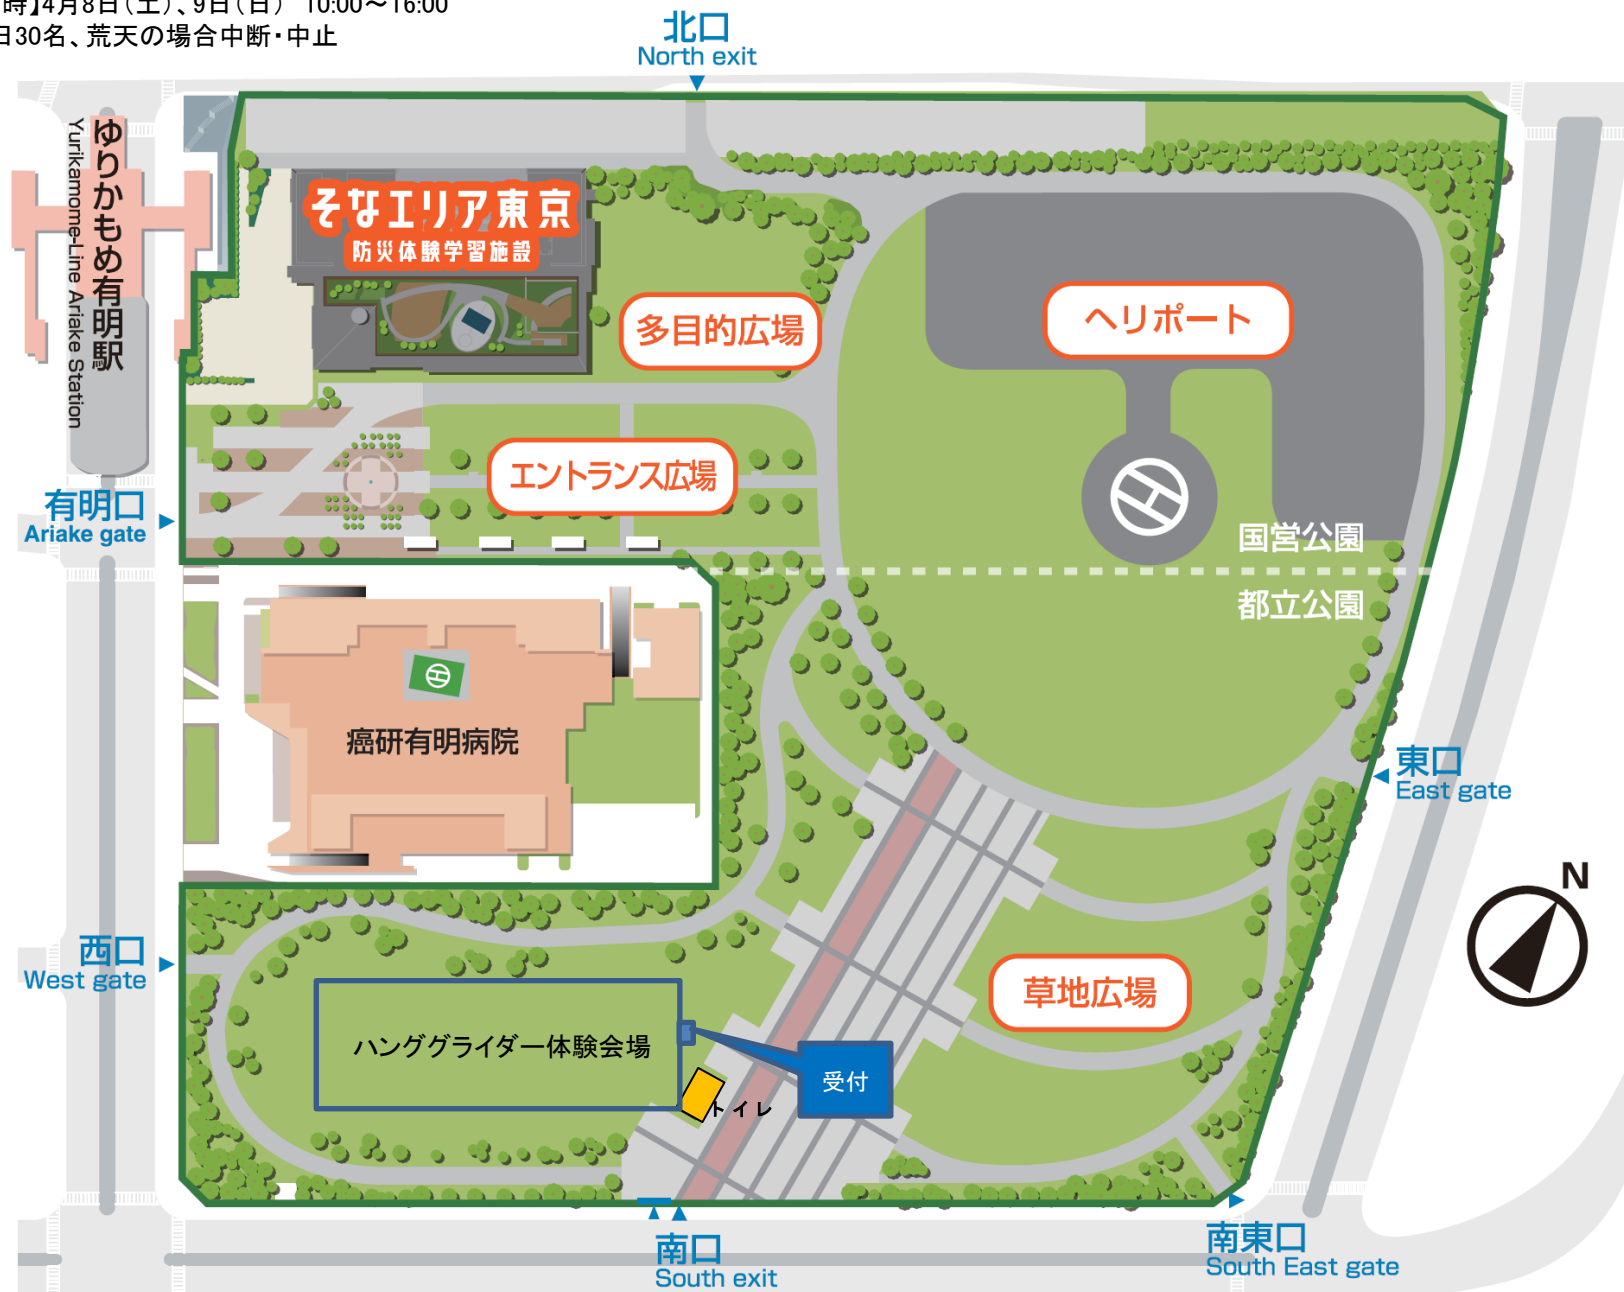 時】4月8日（土）、9日（日） 10:00～16:00
日30名、荒天の場合中断・中止
北口
North exit
ゆりかもめ有明駅
Yurikamome-Line Ariake Station
そなエリア東京
防災体験学習施設
多目的広場
ヘリポート
エントランス広場
有明口
Ariake gate
国営公園
都立公園
癌研有明病院
東口
East gate
N
西口
West gate
草地広場
ハンググライダー体験会場
受付
トイレ
南口
South exit
南東口
South East gate